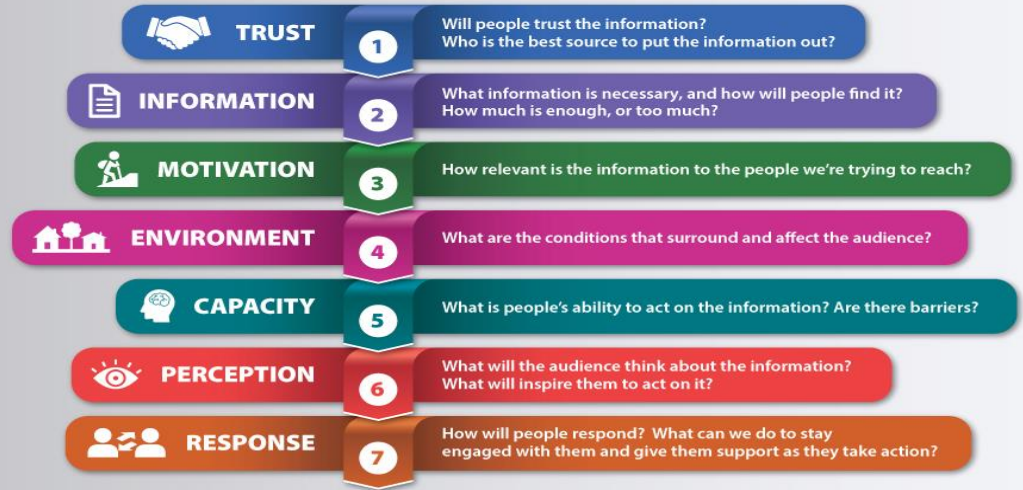 TRUST
1
Will people trust the information?
Who is the best source to put the information out?
INFORMATION
2
What information is necessary, and how will people find it?
How much is enough, or too much?
MOTIVATION
3
How relevant is the information to the people we're trying to reach?
ENVIRONMENT
4
What are the conditions that surround and affect the audience?
CAPACITY
5
What is people's ability to act on the information? Are there barriers?
PERCEPTION
6
What will the audience think about the information?
What will inspire them to act on it?
RESPONSE
7
How will people respond? What can we do to stay
engaged with them and give them support as they take action?